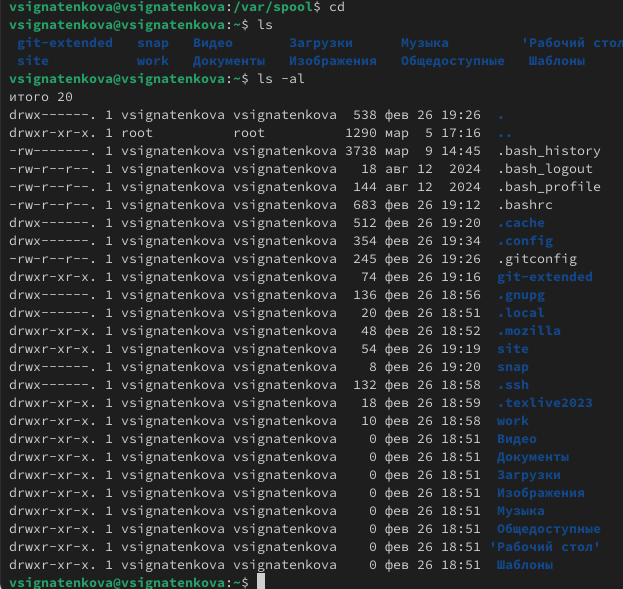 vsignatenkova@vsignatenkova:/var/spool$ cd
vsignatenkova@vsignatenkova:~$ ls
git-extended snap Видео Загрузки Музыка 'Рабочий стол
site work Документы Изображения Общедоступные Шаблоны
vsignatenkova@vsignatenkova:~$ ls -al
итого 20
drwx------. 1 vsignatenkova vsignatenkova 538 фев 26 19:26 .
drwxr-xr-x. 1 root root 1290 мар 5 17:16 ..
-rw-------. 1 vsignatenkova vsignatenkova 3738 мар 9 14:45 .bash_history
-rw-r--r--. 1 vsignatenkova vsignatenkova 18 авг 12 2024 .bash_logout
-rw-r--r--. 1 vsignatenkova vsignatenkova 144 авг 12 2024 .bash_profile
-rw-r--r--. 1 vsignatenkova vsignatenkova 683 фев 26 19:12 .bashrc
drwx------. 1 vsignatenkova vsignatenkova 512 фев 26 19:20 .cache
drwx------. 1 vsignatenkova vsignatenkova 354 фев 26 19:34 .config
-rw-r--r--. 1 vsignatenkova vsignatenkova 245 фев 26 19:26 .gitconfig
drwxr-xr-x. 1 vsignatenkova vsignatenkova 74 фев 26 19:16 git-extended
drwx------. 1 vsignatenkova vsignatenkova 136 фев 26 18:56 .gnupg
drwx------. 1 vsignatenkova vsignatenkova 20 фев 26 18:51 .local
drwxr-xr-x. 1 vsignatenkova vsignatenkova 48 фев 26 18:52 .mozilla
drwxr-xr-x. 1 vsignatenkova vsignatenkova 54 фев 26 19:19 site
drwx------. 1 vsignatenkova vsignatenkova 8 фев 26 19:20 snap
drwx------. 1 vsignatenkova vsignatenkova 132 фев 26 18:58 .ssh
drwxr-xr-x. 1 vsignatenkova vsignatenkova 18 фев 26 18:59 .texlive2023
drwxr-xr-x. 1 vsignatenkova vsignatenkova 10 фев 26 18:58 work
drwxr-xr-x. 1 vsignatenkova vsignatenkova 0 фев 26 18:51 Видео
drwxr-xr-x. 1 vsignatenkova vsignatenkova 0 фев 26 18:51 Документы
drwxr-xr-x. 1 vsignatenkova vsignatenkova 0 фев 26 18:51 Загрузки
drwxr-xr-x. 1 vsignatenkova vsignatenkova 0 фев 26 18:51 Изображения
drwxr-xr-x. 1 vsignatenkova vsignatenkova 0 фев 26 18:51 Музыка
drwxr-xr-x. 1 vsignatenkova vsignatenkova 0 фев 26 18:51 Общедоступные
drwxr-xr-x. 1 vsignatenkova vsignatenkova 0 фев 26 18:51 'Рабочий стол'
drwxr-xr-x. 1 vsignatenkova vsignatenkova 0 фев 26 18:51 Шаблоны
vsignatenkova@vsignatenkova:~$